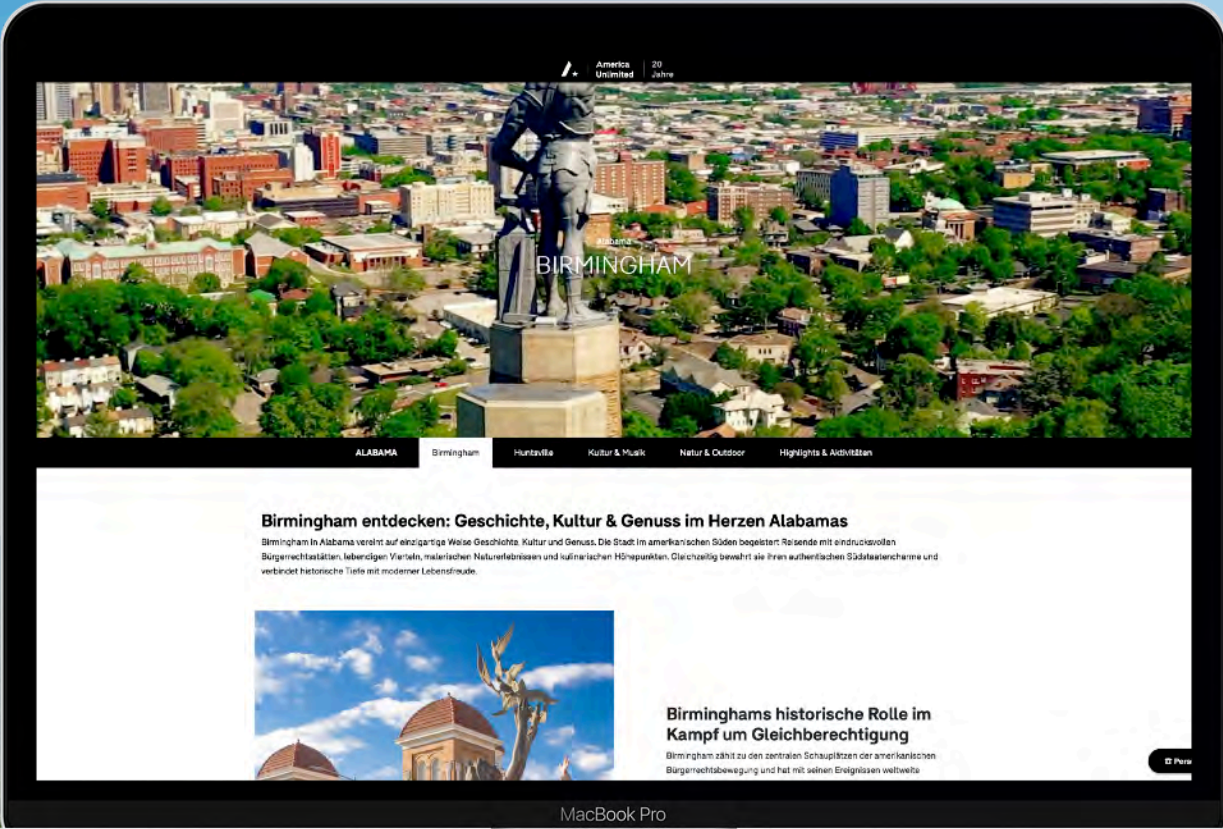 America
Unlimited
20
Jahre
Alabama
BIRMINGHAM
ALABAMA Birmingham Huntsville Kultur & Musik Natur & Outdoor Highlights & Aktivitäten
Birmingham entdecken: Geschichte, Kultur & Genuss im Herzen Alabamas
Birmingham in Alabama vereint auf einzigartige Weise Geschichte, Kultur und Genuss. Die Stadt im amerikanischen Süden begeistert Reisende mit eindrucksvollen
Bürgerrechtsstätten, lebendigen Vierteln, malerischen Naturerlebnissen und kulinarischen Höhepunkten. Gleichzeitig bewahrt sie ihren authentischen Südstaatencharme und
verbindet historische Tiefe mit moderner Lebensfreude.
Birminghams historische Rolle im
Kampf um Gleichberechtigung
Birmingham zählt zu den zentralen Schauplätzen der amerikanischen
Bürgerrechtsbewegung und hat mit seinen Ereignissen weltweite
Pers
MacBook Pro